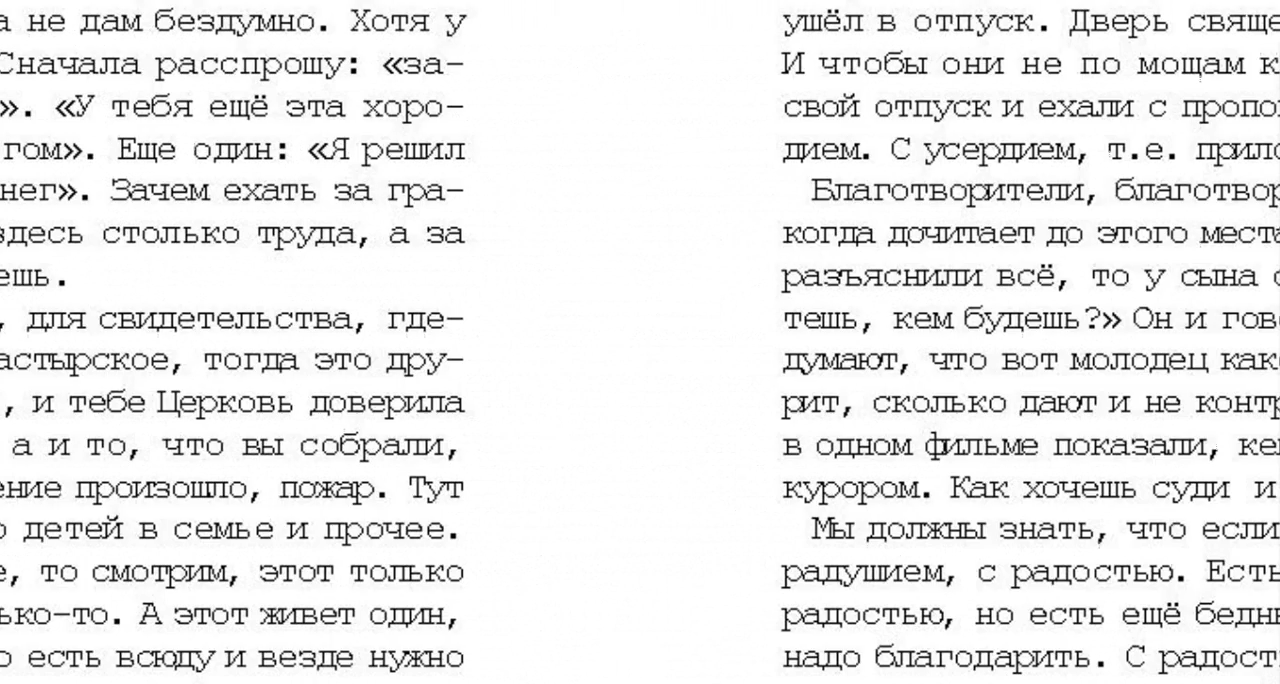 а не дам бездумно. Хотя у
Сначала расспрошу: «за-
». «У тебя ещё эта хоро-
гом». Еще один: «Я решил
нег». Зачем ехать за гра-
здесь столько труда, а за
ешь.
, для свидетельства, где-
астырское, тогда это дру-
, и тебе Церковь доверила
а и то, что вы собрали,
ение произошло, пожар. Тут
о детей в семье и прочее.
е, то смотрим, этот только
ько-то. А этот живет один,
о есть всюду и везде нужно
ушёл в отпуск. Дверь свяще
И чтобы они не по мощам к
свой отпуск и ехали с пропо
дием. С усердием, т.е. прило
Благотворители, благотвор
когда дочитает до этого места
разъяснили всё, то у сына с
тешь, кем будешь?» Он и гов
думают, что вот молодец как
рит, сколько дают и не контр
в одном фильме показали, ке
курором. Как хочешь суди и
Мы должны знать, что если
радушием, с радостью. Есть
радостью, но есть ещё бедн
надо благодарить. С радост